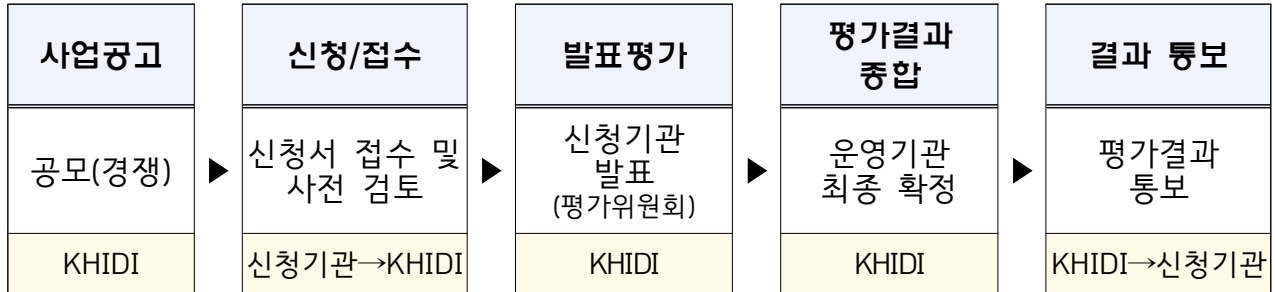 사업공고
공모(경쟁)
KHIDI
▶
신청/접수
신청서 접수 및
사전 검토
신청기관→KHIDI
▶
발표평가
신청기관
발표
(평가위원회)
KHIDI
▶
평가결과
종합
운영기관
최종 확정
KHIDI
▶
결과 통보
평가결과
통보
KHIDI→신청기관